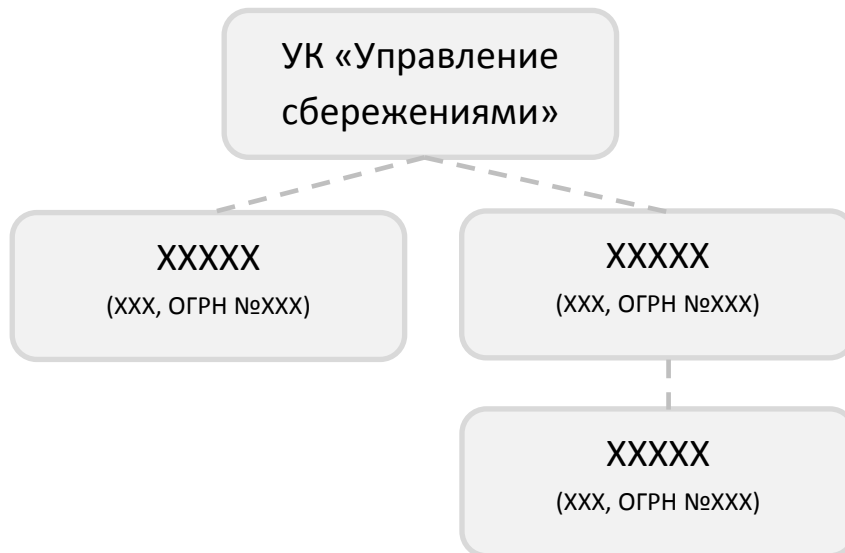 УК «Управление
сбережениями»
XXXXX
(XXX, ОГРН №XXX)
XXXXX
(XXX, ОГРН №XXX)
XXXXX
(XXX, ОГРН №XXX)